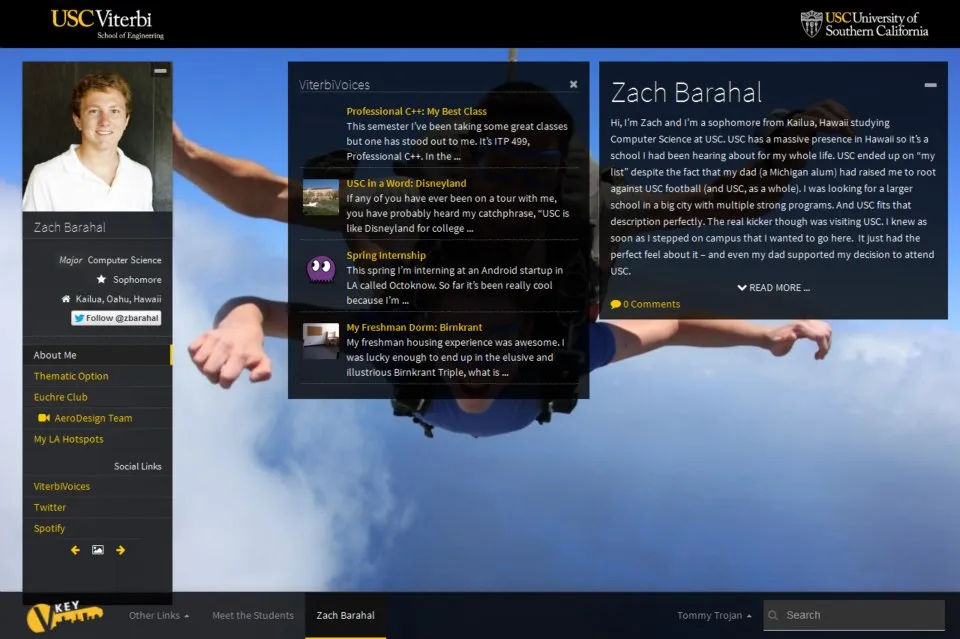 USC Viterbi
School of Engineering
USC University of
Southern California
Zach Barahal
Major Computer Science
Sophomore
Kailua, Oahu, Hawaii
Follow @zbarahal
About Me
Thematic Option
Euchre Club
AeroDesign Team
My LA Hotspots
Social Links
ViterbiVoices
Twitter
Spotify
ViterbiVoices
Professional C++: My Best Class
This semester I've been taking some great classes
but one has stood out to me. It's ITP 499,
Professional C++. In the ...
USC in a Word: Disneyland
If any of you have ever been on a tour with me,
you have probably heard my catchphrase, "USC is
like Disneyland for college ...
Spring Internship
This spring I'm interning at an Android startup in
LA called Octoknow. So far it's been really cool
because I'm ...
My Freshman Dorm: Birnkrant
My freshman housing experience was awesome. I
was lucky enough to end up in the elusive and
illustrious Birnkrant Triple, what is ...
Zach Barahal
Hi, I'm Zach and I'm a sophomore from Kailua, Hawaii studying
Computer Science at USC. USC has a massive presence in Hawaii so it's a
school I had been hearing about for my whole life. USC ended up on "my
list" despite the fact that my dad (a Michigan alum) had raised me to root
against USC football (and USC, as a whole). I was looking for a larger
school in a big city with multiple strong programs. And USC fits that
description perfectly. The real kicker though was visiting USC. I knew as
soon as I stepped on campus that I wanted to go here. It just had the
perfect feel about it – and even my dad supported my decision to attend
USC.
READ MORE ...
0 Comments
V KEY
Other Links
Meet the Students
Zach Barahal
Tommy Trojan
Search